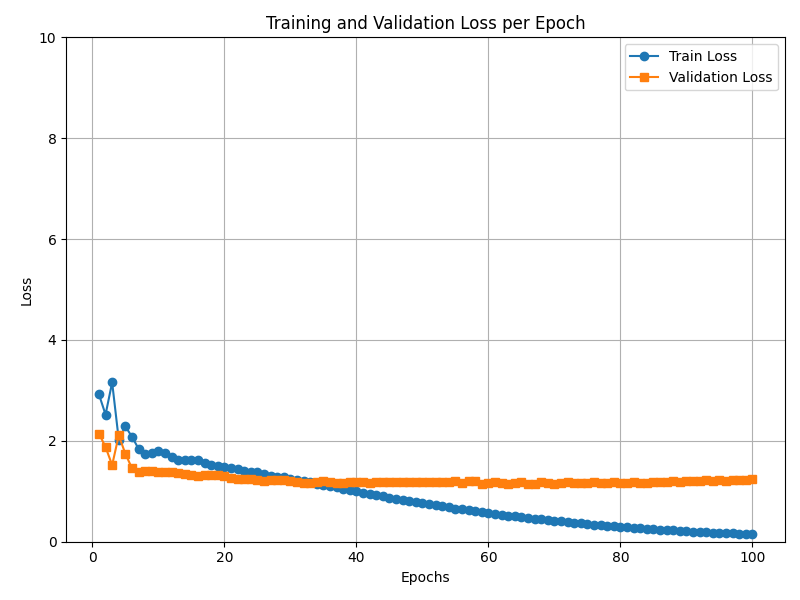 Training and Validation Loss per Epoch
Train Loss
Validation Loss
10
8
6
4
2
0
Loss
0 20 40 60 80 100
Epochs